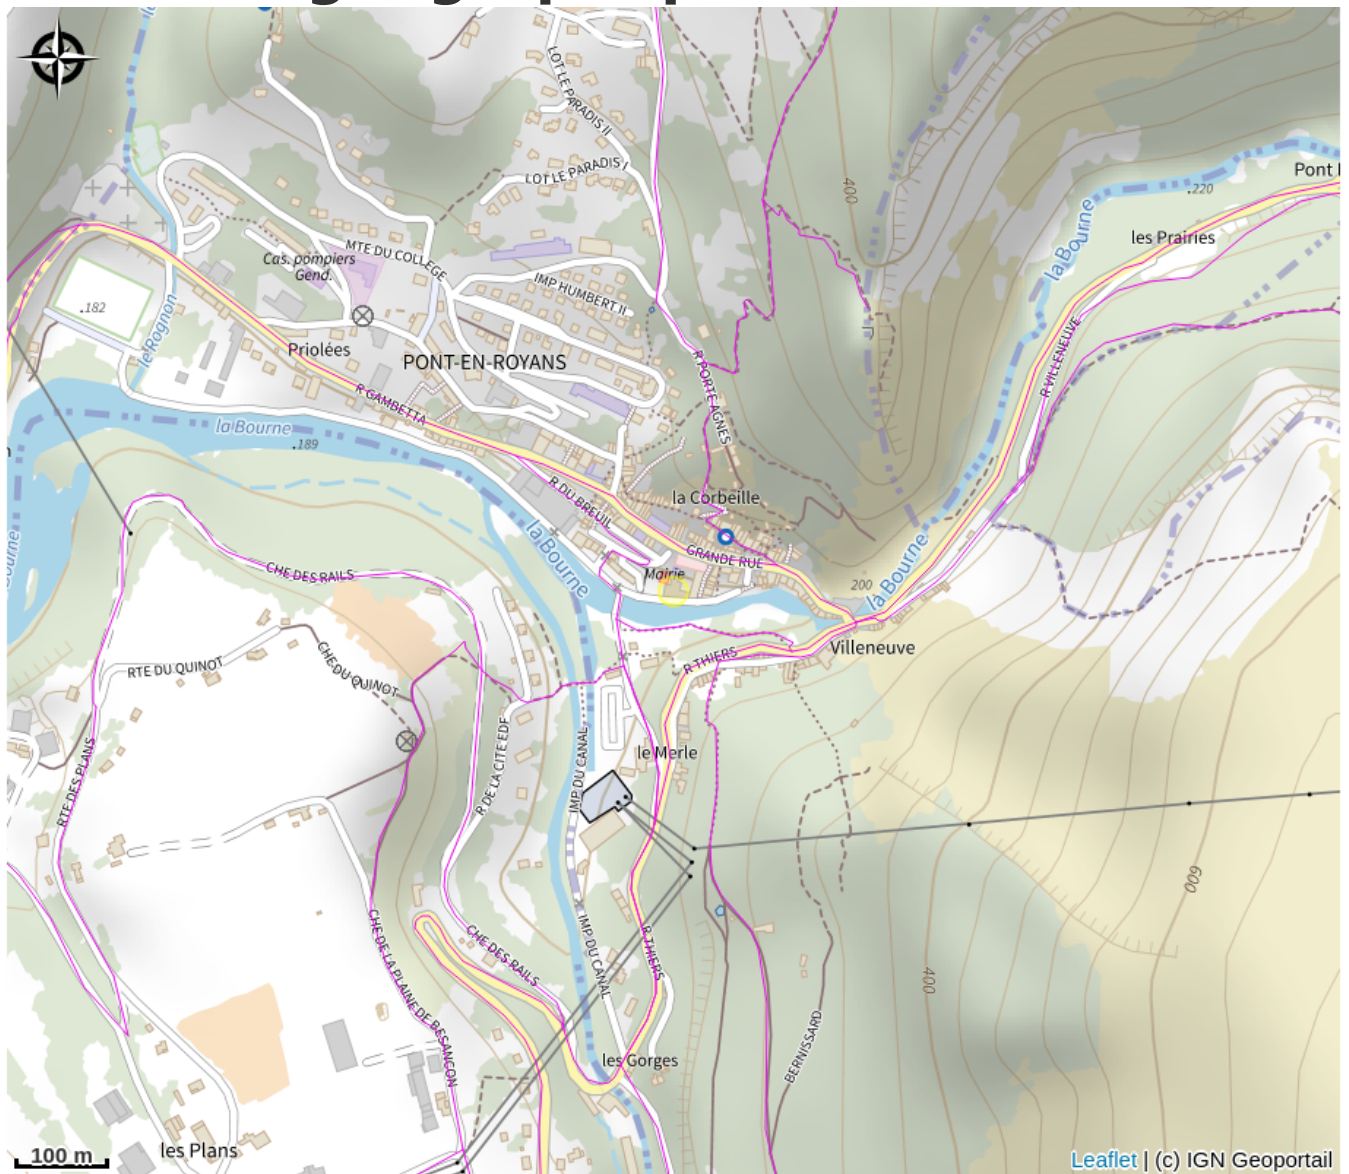 LOT LE PARADIS II
LOT LE PARADIS I
400
.220
Pont
la Bourne
les Prairies
MTE DU COLLEGE
Cas. pompiers
Gend.
IMP HUMBERT II
.182
le Rognon
Priolées
PONT-EN-ROYANS
R GAMBETTA
R PORTE AGNES
R VILLENEUVE
la Bourne
.189
R DU BREUIL
la Corbeille
la Bourne
GRANDE RUE
Mairie
la Bourne
200
Bourne
CHE DES RAILS
Villeneuve
R THIERS
RTE DU QUINOT
CHE DU QUINOT
le Merle
RTE DES PLANS
R DE LA CITE EDF
IMP DU CANAL
600
CHE DE LA PLAINE DE BESANCON
CHE DES RAILS
IMP DU CANAL
R THIERS
400
BERNISSARD
les Gorges
les Plans
100 m
Leaflet | (c) IGN Geoportail